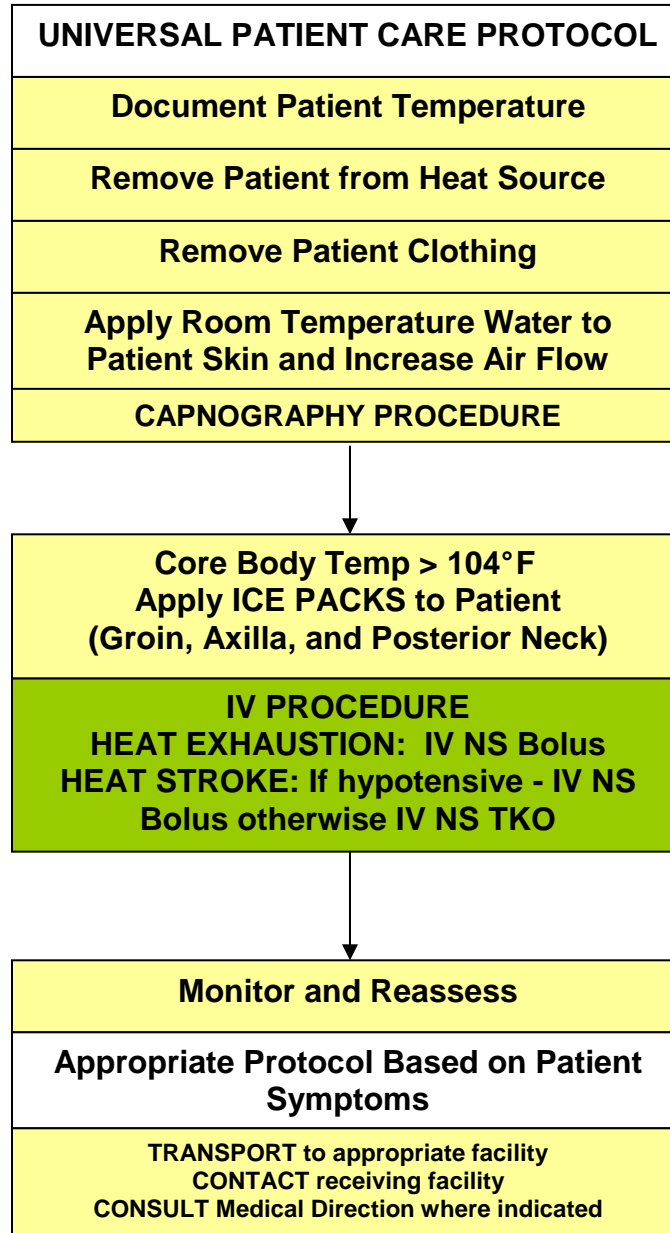 UNIVERSAL PATIENT CARE PROTOCOL
Document Patient Temperature
Remove Patient from Heat Source
Remove Patient Clothing
Apply Room Temperature Water to
Patient Skin and Increase Air Flow
CAPNOGRAPHY PROCEDURE
Core Body Temp > 104°F
Apply ICE PACKS to Patient
(Groin, Axilla, and Posterior Neck)
IV PROCEDURE
HEAT EXHAUSTION: IV NS Bolus
HEAT STROKE: If hypotensive - IV NS
Bolus otherwise IV NS TKO
Monitor and Reassess
Appropriate Protocol Based on Patient
Symptoms
TRANSPORT to appropriate facility
CONTACT receiving facility
CONSULT Medical Direction where indicated